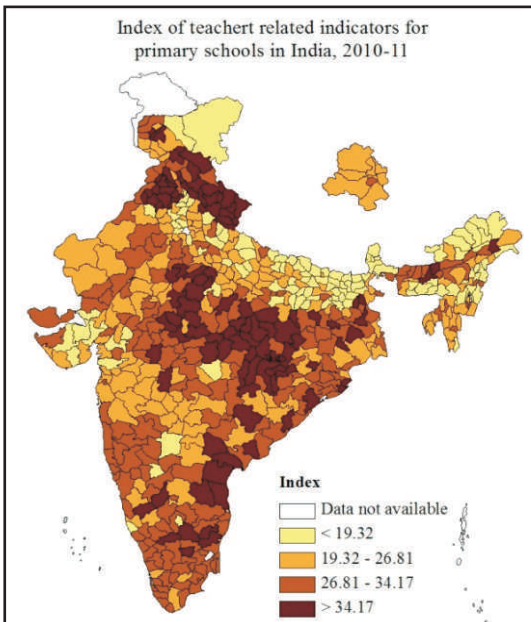 Index of teachert related indicators for
primary schools in India, 2010-11
Index
Data not available
< 19.32
19.32 - 26.81
26.81 - 34.17
> 34.17